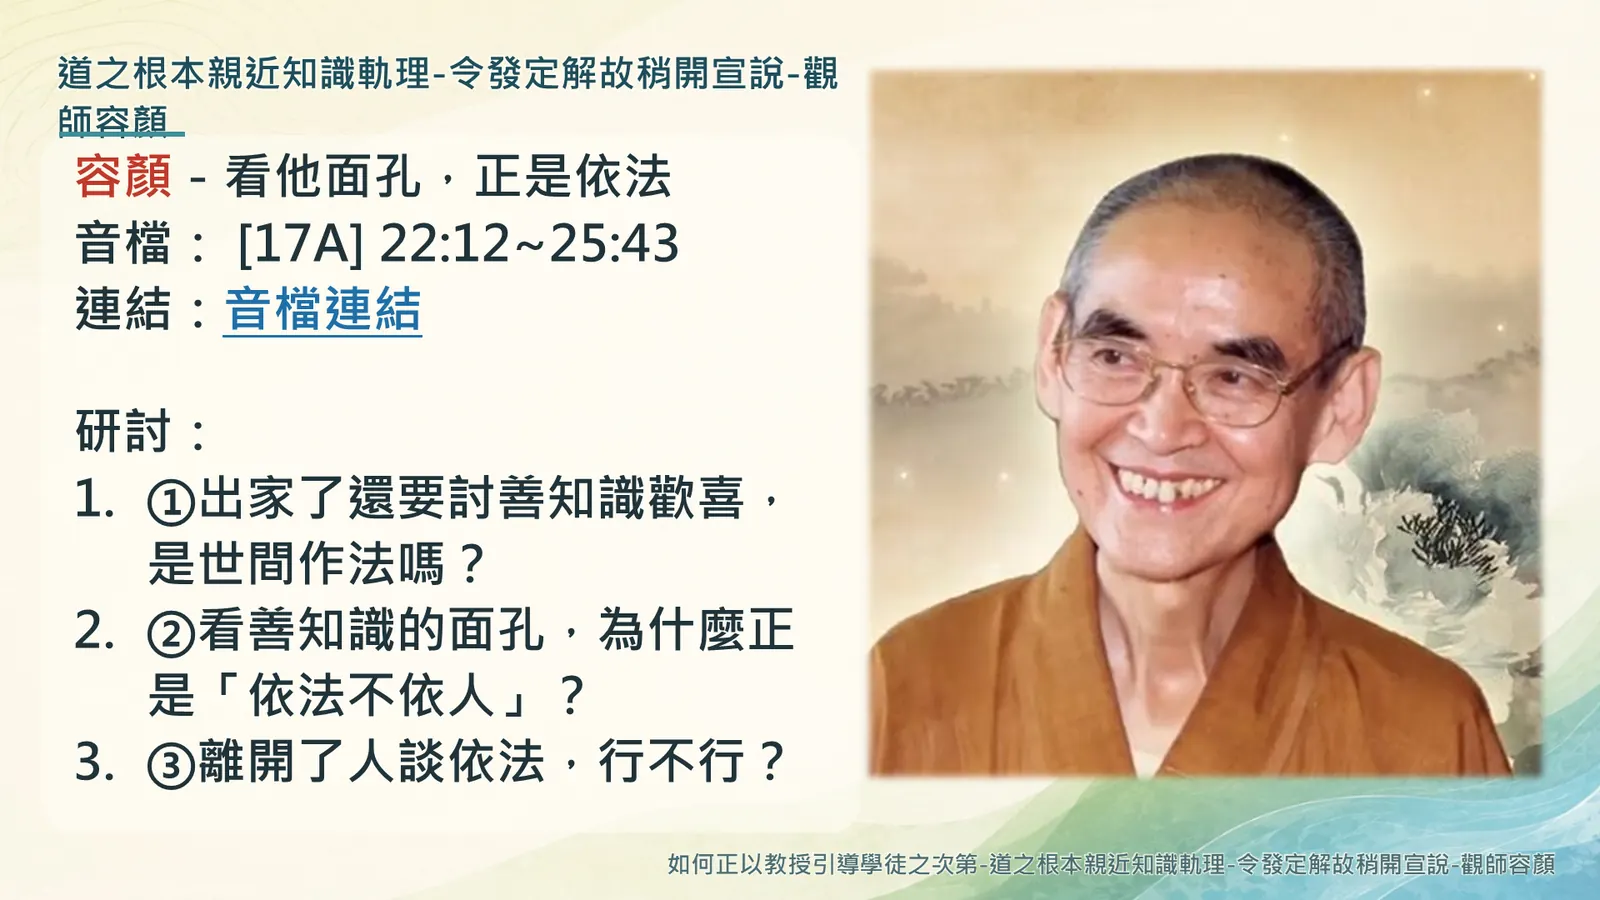 道之根本親近知識軌理-令發定解故稍開宣說-觀
師容顏
容顏 - 看他面孔，正是依法
音檔： [17A] 22:12~25:43
連結：音檔連結
研討：
1. ①出家了還要討善知識歡喜，
是世間作法嗎？
2. ②看善知識的面孔，為什麼正
是「依法不依人」？
3. ③離開了人談依法，行不行？
如何正以教授引導學徒之次第-道之根本親近知識軌理-令發定解故稍開宣說-觀師容顏